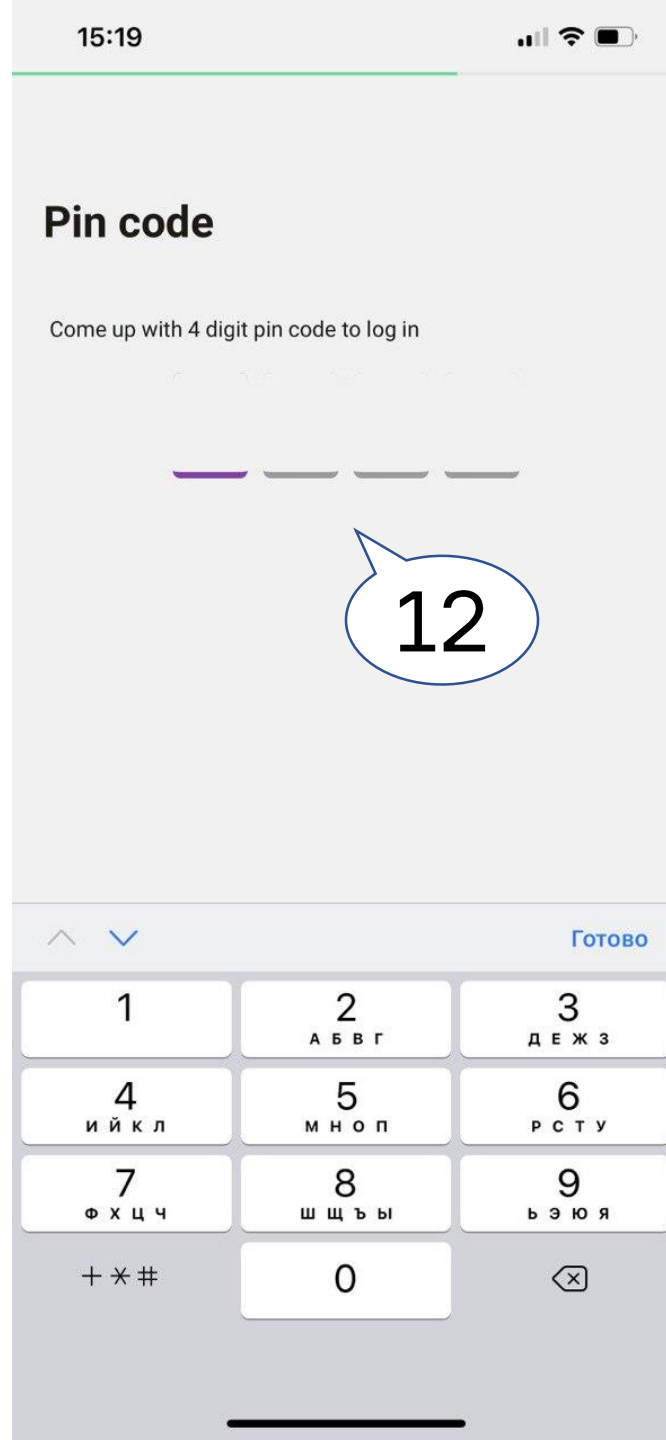 15:19
Pin code
Come up with 4 digit pin code to log in
12
Готово
1 2 3
А Б В Г Д Е Ж З
4 5 6
И Й К Л М Н О П Р С Т У
7 8 9
Ф Х Ц Ч Ш Щ Ъ Ы Ь Э Ю Я
+ * # 0